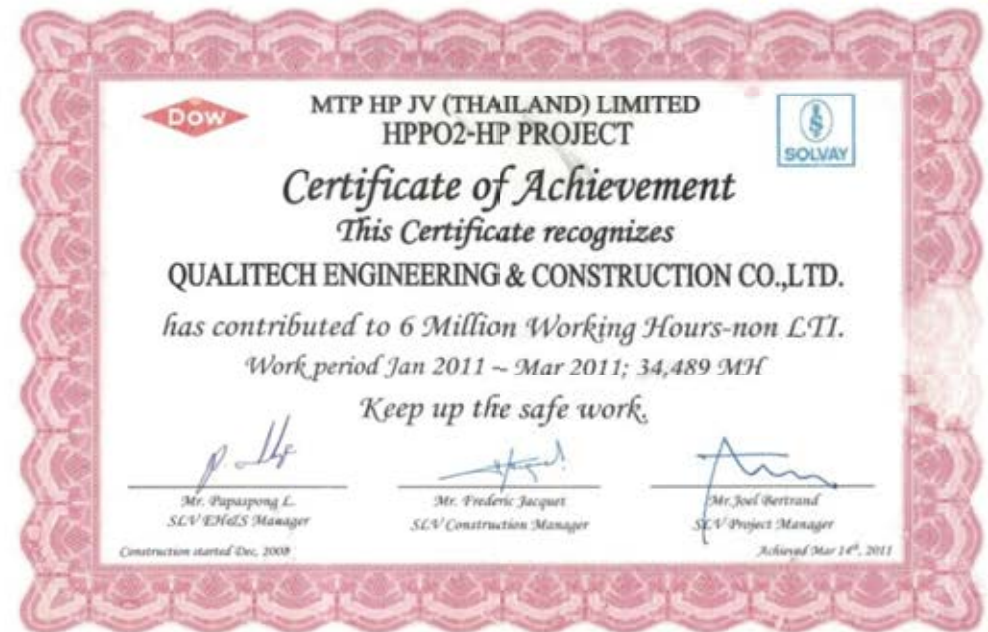 Dow
MTP HP JV (THAILAND) LIMITED
HPPO2-HP PROJECT
SOLVAY
Certificate of Achievement
This Certificate recognizes
QUALITECH ENGINEERING & CONSTRUCTION CO.,LTD.
has contributed to 6 Million Working Hours-non LTI.
Work period Jan 2011 ~ Mar 2011; 34,489 MH
Keep up the safe work.
Mr. Papaspong L.
SLV EH&S Manager
Mr. Frederic Jacquet
SLV Construction Manager
Mr. Joel Bertrand
SLV Project Manager
Construction started Dec, 2008
Achieved Mar 14th, 2011